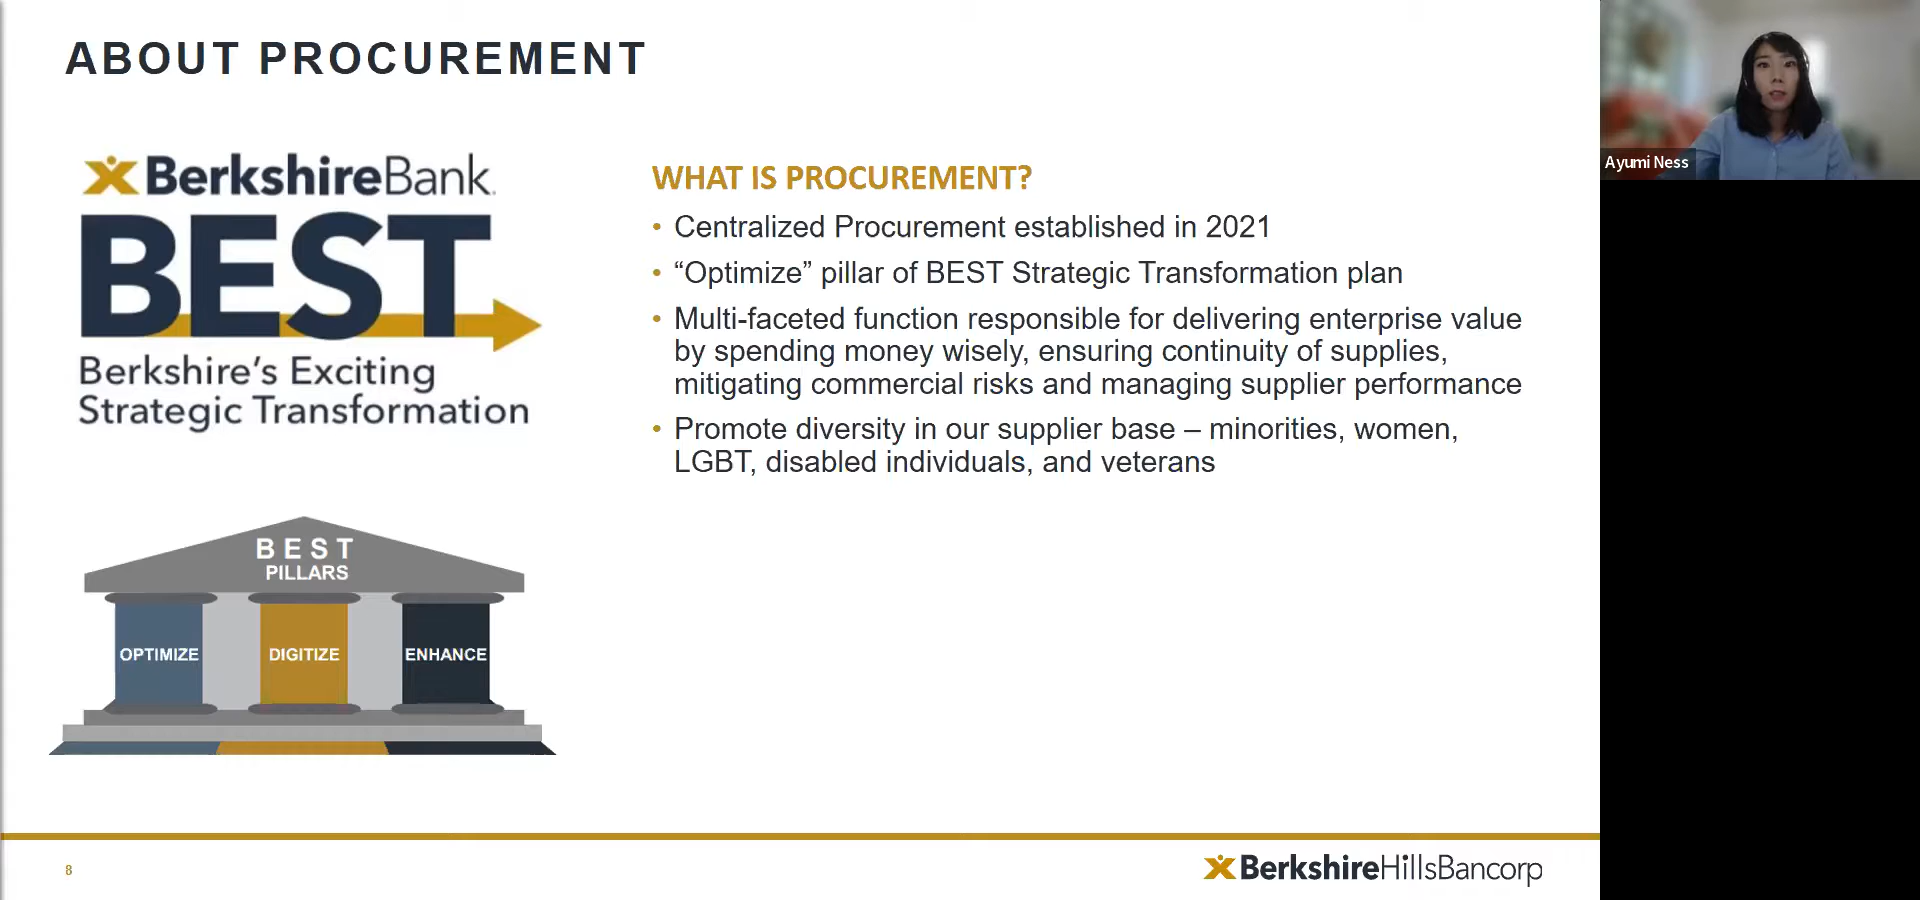 ABOUT PROCUREMENT
BerkshireBank.
BEST
Berkshire's Exciting
Strategic Transformation
BEST
PILLARS
OPTIMIZE DIGITIZE ENHANCE
WHAT IS PROCUREMENT?
• Centralized Procurement established in 2021
• “Optimize” pillar of BEST Strategic Transformation plan
• Multi-faceted function responsible for delivering enterprise value
by spending money wisely, ensuring continuity of supplies,
mitigating commercial risks and managing supplier performance
• Promote diversity in our supplier base – minorities, women,
LGBT, disabled individuals, and veterans
Ayumi Ness
8
BerkshireHillsBancorp